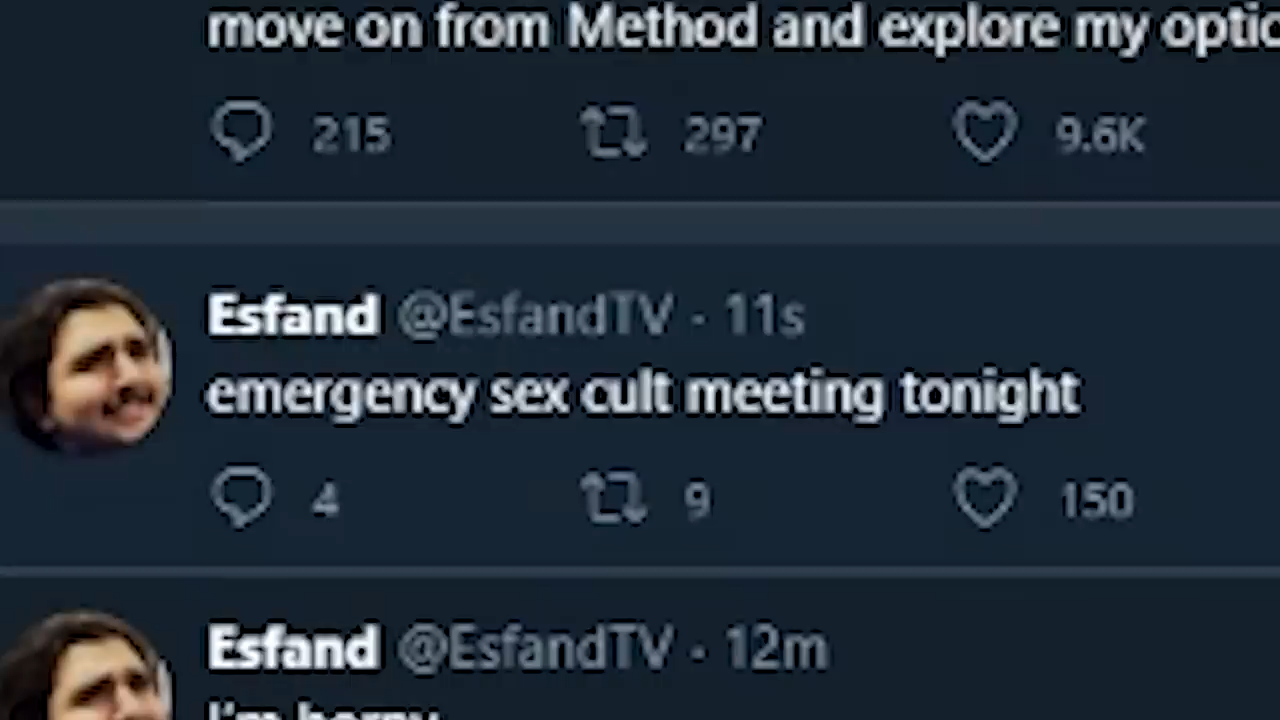 move on from Method and explore my optio
215 297 9.6K
Esfand @EsfandTV · 11s
emergency sex cult meeting tonight
4 9 150
Esfand @EsfandTV · 12m
I'm horny